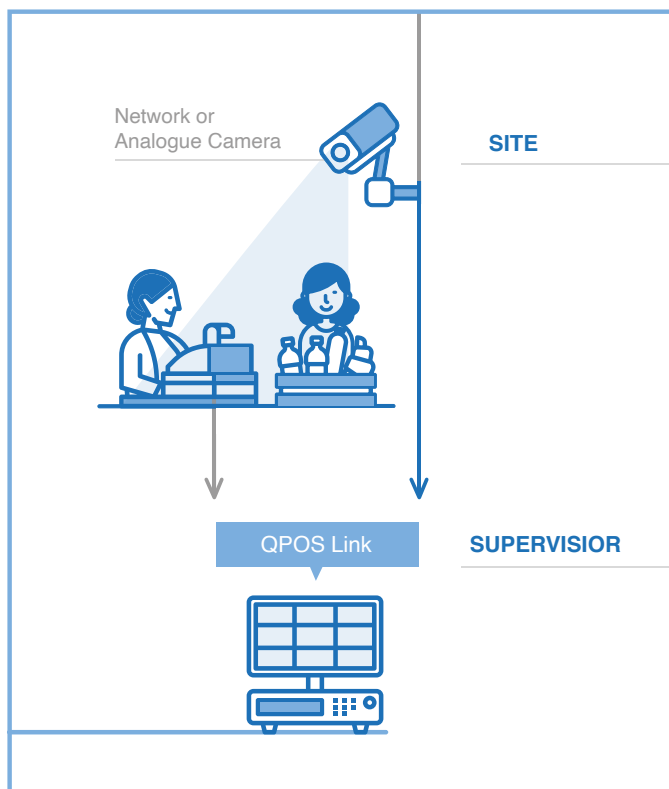 Network or
Analogue Camera
SITE
QPOS Link
SUPERVISIOR